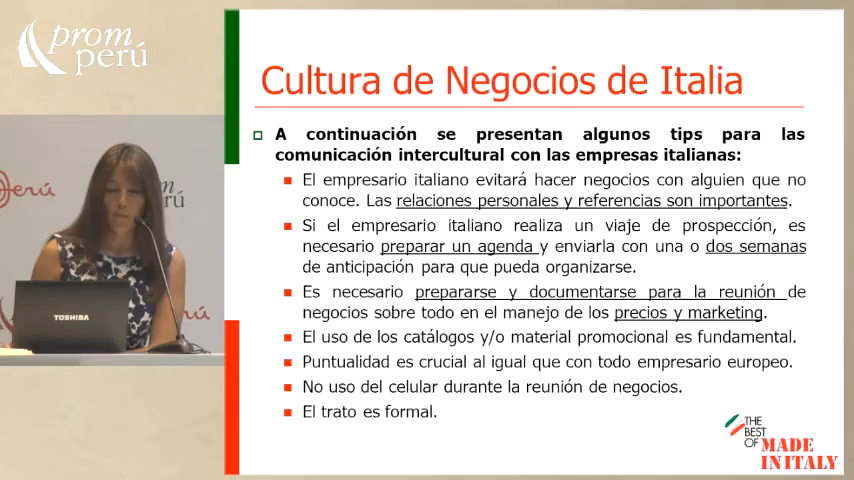 prom
perú
Perú
rú
TOSHIBA
Cultura de Negocios de Italia
A continuación se presentan algunos tips para las
comunicación intercultural con las empresas italianas:
El empresario italiano evitará hacer negocios con alguien que no
conoce. Las relaciones personales y referencias son importantes.
Si el empresario italiano realiza un viaje de prospección, es
necesario preparar un agenda y enviarla con una o dos semanas
de anticipación para que pueda organizarse.
Es necesario prepararse y documentarse para la reunión de
negocios sobre todo en el manejo de los precios y marketing.
El uso de los catálogos y/o material promocional es fundamental.
Puntualidad es crucial al igual que con todo empresario europeo.
No uso del celular durante la reunión de negocios.
El trato es formal.
THE
BEST
OF MADE
IN ITALY